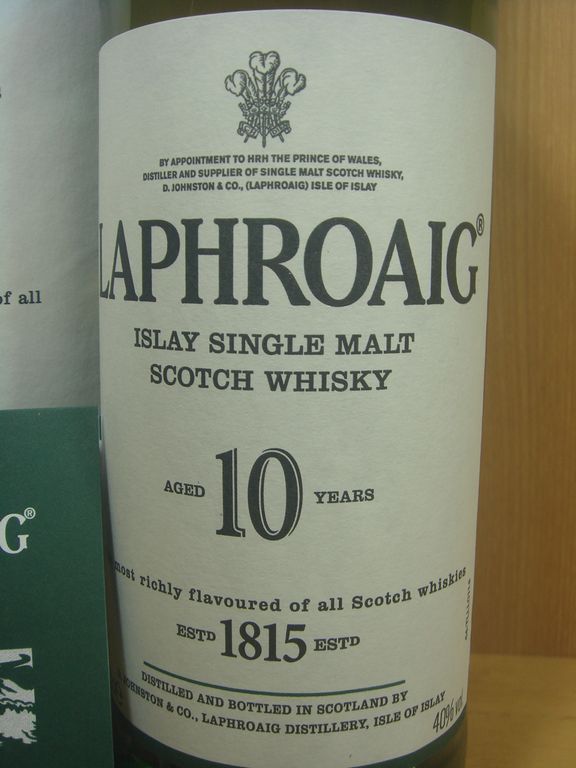 of all
G®
BY APPOINTMENT TO HRH THE PRINCE OF WALES,
DISTILLER AND SUPPLIER OF SINGLE MALT SCOTCH WHISKY,
D. JOHNSTON & CO., (LAPHROAIG) ISLE OF ISLAY
LAPHROAIG®
ISLAY SINGLE MALT
SCOTCH WHISKY
AGED 10 YEARS
most richly flavoured of all Scotch whiskies
ESTD 1815 ESTD
DISTILLED AND BOTTLED IN SCOTLAND BY
JOHNSTON & CO., LAPHROAIG DISTILLERY, ISLE OF ISLAY
40% vol